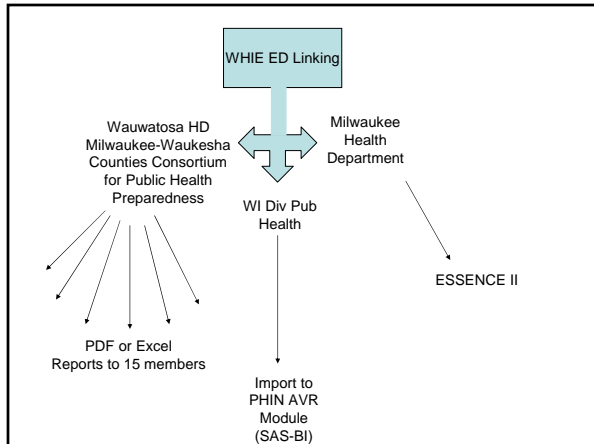 WHIE ED Linking
Wauwatosa HD
Milwaukee-Waukesha
Counties Consortium
for Public Health
Preparedness
Milwaukee
Health
Department
WI Div Pub
Health
ESSENCE II
PDF or Excel
Reports to 15 members
Import to
PHIN AVR
Module
(SAS-BI)